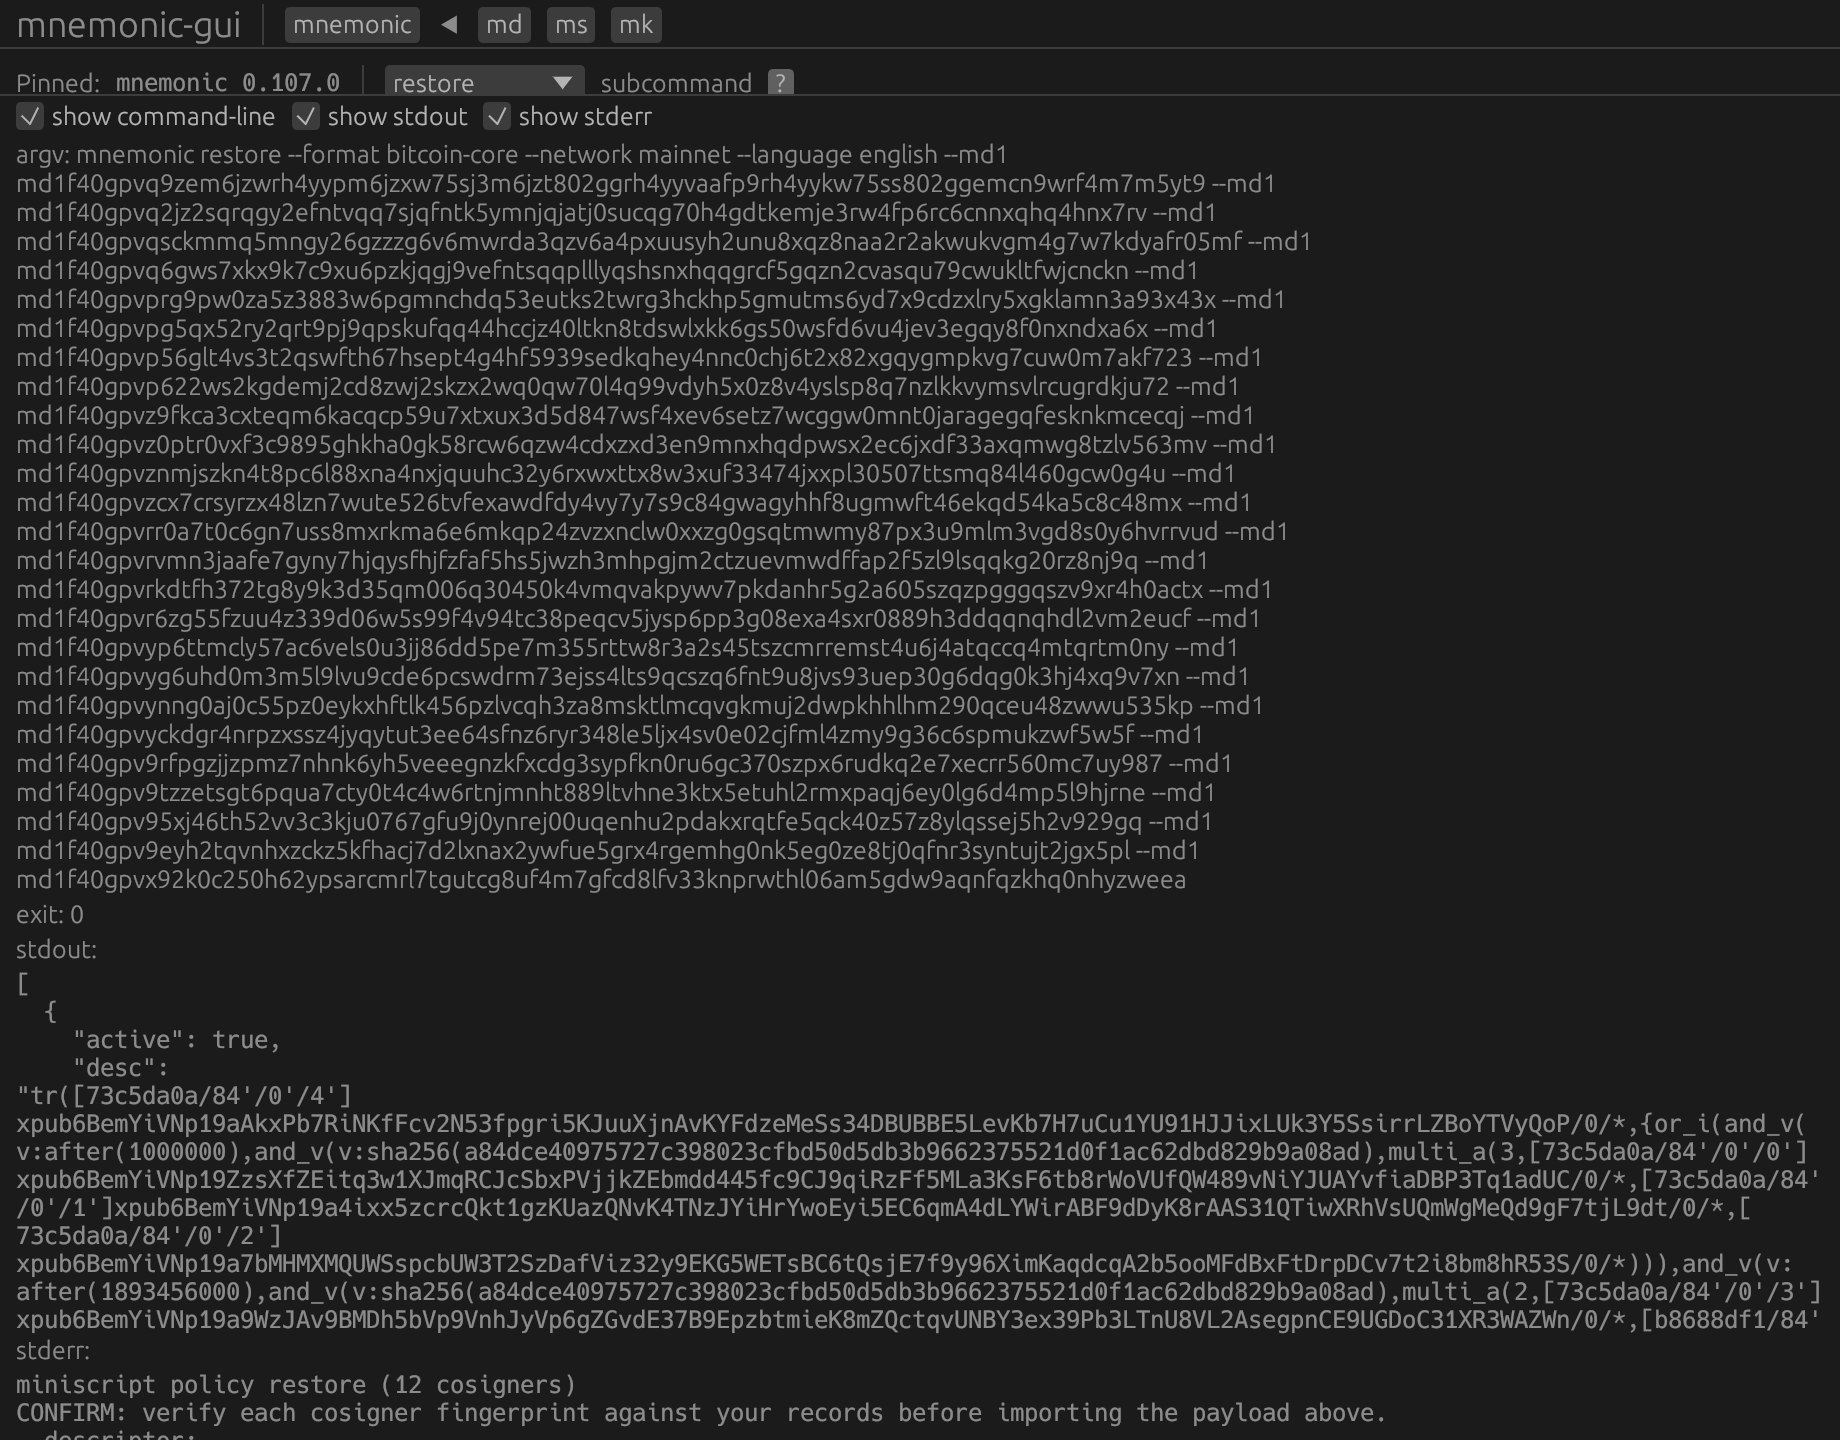 mnemonic-gui mnemonic ◀ md ms mk
Pinned: mnemonic 0.107.0 restore ▼ subcommand ?
show command-line show stdout show stderr
argv: mnemonic restore --format bitcoin-core --network mainnet --language english --md1
md1f40gpvq9zem6jzwrh4yypm6jzxw75sj3m6jzt802ggrh4yyvaafp9rh4yykw75ss802ggemcn9wrf4m7m5yt9 --md1
md1f40gpvq2jz2sqrqgy2efntvqq7sjqfntk5ymnjqjatj0sucqg70h4gdtkemje3rw4fp6rc6cnnxqhq4hnx7rv --md1
md1f40gpvqsckmmq5mngy26gzzzg6v6mwrda3qzv6a4pxuusyh2unu8xqz8naa2r2akwukvgm4g7w7kdyafr05mf --md1
md1f40gpvq6gws7xkx9k7c9xu6pzkjqgj9vefntsqqplllyqshsnxhqqgrcf5gqzn2cvasqu79cwukltfwjcnckn --md1
md1f40gpvprg9pw0za5z3883w6pgmnchdq53eutks2twrg3hckhp5gmutms6yd7x9cdzxlry5xgklamn3a93x43x --md1
md1f40gpvpg5qx52ry2qrt9pj9qpskufqq44hccjz40ltkn8tdswlxkk6gs50wsfd6vu4jev3egqy8f0nxndxa6x --md1
md1f40gpvp56glt4vs3t2qswfth67hsept4g4hf5939sedkqhey4nnc0chj6t2x82xgqygmpkvg7cuw0m7akf723 --md1
md1f40gpvp622ws2kgdemj2cd8zwj2skzx2wq0qw70l4q99vdyh5x0z8v4yslsp8q7nzlkkvymsvlrcugrdkju72 --md1
md1f40gpvz9fkca3cxteqm6kacqcp59u7xtxux3d5d847wsf4xev6setz7wcggw0mnt0jaragegqfesknkmcecqj --md1
md1f40gpvz0ptr0vxf3c9895ghkha0gk58rcw6qzw4cdxzxd3en9mnxhqdpwsx2ec6jxdf33axqmwg8tzlv563mv --md1
md1f40gpvznmjszkn4t8pc6l88xna4nxjquuhc32y6rxwxttx8w3xuf33474jxxpl30507ttsmq84l460gcw0g4u --md1
md1f40gpvzcx7crsyrzx48lzn7wute526tvfexawdfdy4vy7y7s9c84gwagyhhf8ugmwft46ekqd54ka5c8c48mx --md1
md1f40gpvrr0a7t0c6gn7uss8mxrkma6e6mkqp24zvzxnclw0xxzg0gsqtmwmy87px3u9mlm3vgd8s0y6hvrrvud --md1
md1f40gpvrvmn3jaafe7gyny7hjqysfhjfzfaf5hs5jwzh3mhpgjm2ctzuevmwdffap2f5zl9lsqqkg20rz8nj9q --md1
md1f40gpvrkdtfh372tg8y9k3d35qm006q30450k4vmqvakpywv7pkdanhr5g2a605szqzpgggqszv9xr4h0actx --md1
md1f40gpvr6zg55fzuu4z339d06w5s99f4v94tc38peqcv5jysp6pp3g08exa4sxr0889h3ddqqnqhdl2vm2eucf --md1
md1f40gpvyp6ttmcly57ac6vels0u3jj86dd5pe7m355rttw8r3a2s45tszcmrremst4u6j4atqccq4mtqrtm0ny --md1
md1f40gpvyg6uhd0m3m5l9lvu9cde6pcswdrm73ejss4lts9qcszq6fnt9u8jvs93uep30g6dqg0k3hj4xq9v7xn --md1
md1f40gpvynng0aj0c55pz0eykxhftlk456pzlvcqh3za8msktlmcqvgkmuj2dwpkhhlhm290qceu48zwwu535kp --md1
md1f40gpvyckdgr4nrpzxssz4jyqytut3ee64sfnz6ryr348le5ljx4sv0e02cjfml4zmy9g36c6spmukzwf5w5f --md1
md1f40gpv9rfpgzjjzpmz7nhnk6yh5veeegnzkfxcdg3sypfkn0ru6gc370szpx6rudkq2e7xecrr560mc7uy987 --md1
md1f40gpv9tzzetsgt6pqua7cty0t4c4w6rtnjmnht889ltvhne3ktx5etuhl2rmxpaqj6ey0lg6d4mp5l9hjrne --md1
md1f40gpv95xj46th52vv3c3kju0767gfu9j0ynrej00uqenhu2pdakxrqtfe5qck40z57z8ylqssej5h2v929gq --md1
md1f40gpv9eyh2tqvnhxzckz5kfhacj7d2lxnax2ywfue5grx4rgemhg0nk5eg0ze8tj0qfnr3syntujt2jgx5pl --md1
md1f40gpvx92k0c250h62ypsarcmrl7tgutcg8uf4m7gfcd8lfv33knprwthl06am5gdw9aqnfqzkhq0nhyzweea
exit: 0
stdout:
[
{
"active": true,
"desc":
"tr([73c5da0a/84'/0'/4']
xpub6BemYiVNp19aAkxPb7RiNKfFcv2N53fpgri5KJuuXjnAvKYFdzeMeSs34DBUBBE5LevKb7H7uCu1YU91HJJixLUk3Y5SsirrLZBoYTVyQoP/0/*,{or_i(and_v(
v:after(1000000),and_v(v:sha256(a84dce40975727c398023cfbd50d5db3b9662375521d0f1ac62dbd829b9a08ad),multi_a(3,[73c5da0a/84'/0'/0']
xpub6BemYiVNp19ZzsXfZEitq3w1XJmqRCJcSbxPVjjkZEbmdd445fc9CJ9qiRzFf5MLa3KsF6tb8rWoVUfQW489vNiYJUAYvfiaDBP3Tq1adUC/0/*,[73c5da0a/84'
/0'/1']xpub6BemYiVNp19a4ixx5zcrcQkt1gzKUazQNvK4TNzJYiHrYwoEyi5EC6qmA4dLYWirABF9dDyK8rAAS31QTiwXRhVsUQmWgMeQd9gF7tjL9dt/0/*,[
73c5da0a/84'/0'/2']
xpub6BemYiVNp19a7bMHMXMQUWSspcbUW3T2SzDafViz32y9EKG5WETsBC6tQsjE7f9y96XimKaqdcqA2b5ooMFdBxFtDrpDCv7t2i8bm8hR53S/0/*))),and_v(v:
after(1893456000),and_v(v:sha256(a84dce40975727c398023cfbd50d5db3b9662375521d0f1ac62dbd829b9a08ad),multi_a(2,[73c5da0a/84'/0'/3']
xpub6BemYiVNp19a9WzJAv9BMDh5bVp9VnhJyVp6gZGvdE37B9EpzbtmieK8mZQctqvUNBY3ex39Pb3LTnU8VL2AsegpnCE9UGDoC31XR3WAZWn/0/*,[b8688df1/84'
stderr:
miniscript policy restore (12 cosigners)
CONFIRM: verify each cosigner fingerprint against your records before importing the payload above.
descriptor: